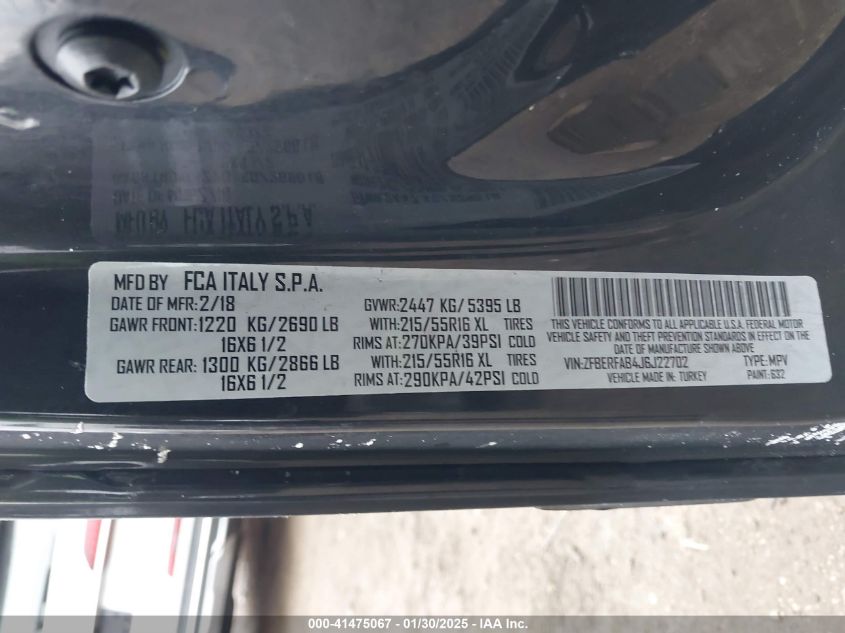 MFD BY FCA ITALY S.P.A.
DATE OF MFR: 2/18 GVWR: 2447 KG/ 5395 LB
GAWR FRONT: 1220 KG/ 2690 LB WITH: 215/55R16 XL TIRES
16X6 1/2 RIMS AT: 270KPA/39PSI COLD
GAWR REAR: 1300 KG/2866 LB WITH: 215/55R16 XL TIRES
16X6 1/2 RIMS AT: 290KPA/42PSI COLD
THIS VEHICLE CONFORMS TO ALL APPLICABLE U.S.A. FEDERAL MOTOR
VEHICLE SAFETY AND THEFT PREVENTION STANDARDS IN EFFECT ON THE
DATE OF MANUFACTURE SHOWN ABOVE.
VIN: ZFBERFAB4J6J22702 TYPE: MPV
VEHICLE MADE IN: TURKEY PAINT: 632
000-41475067 - 01/30/2025 - IAA Inc.